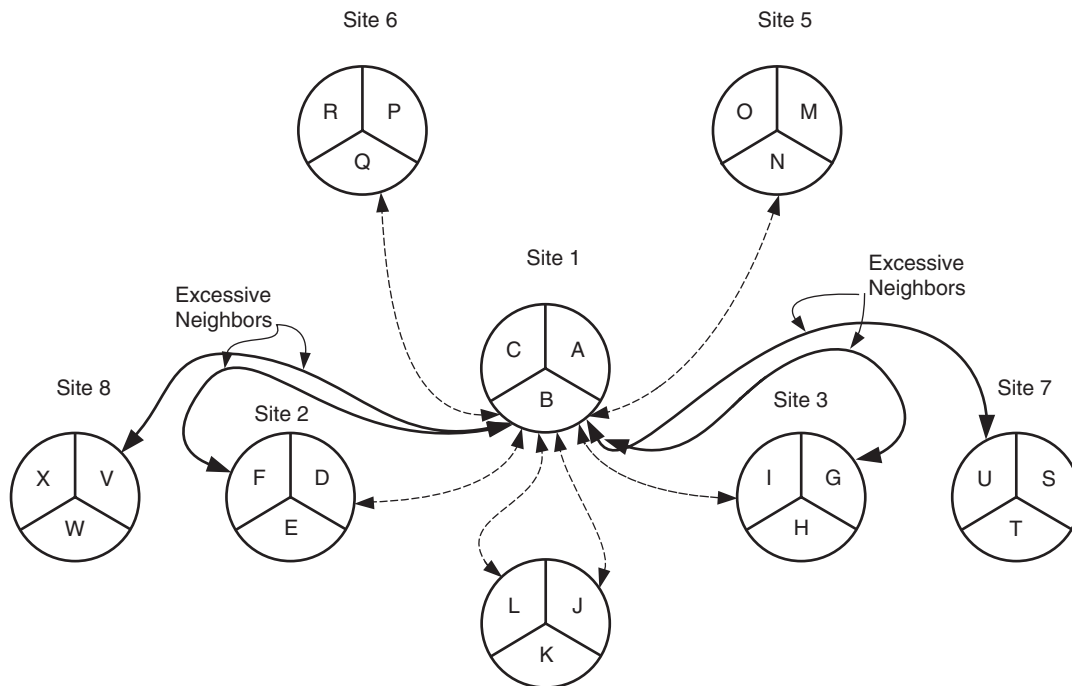 Site 6
Site 5
R P
Q
O M
N
Site 1
Excessive
Neighbors
Excessive
Neighbors
C A
B
Site 8
Site 2
Site 3
Site 7
X V
W
F D
E
I G
H
U S
T
L J
K